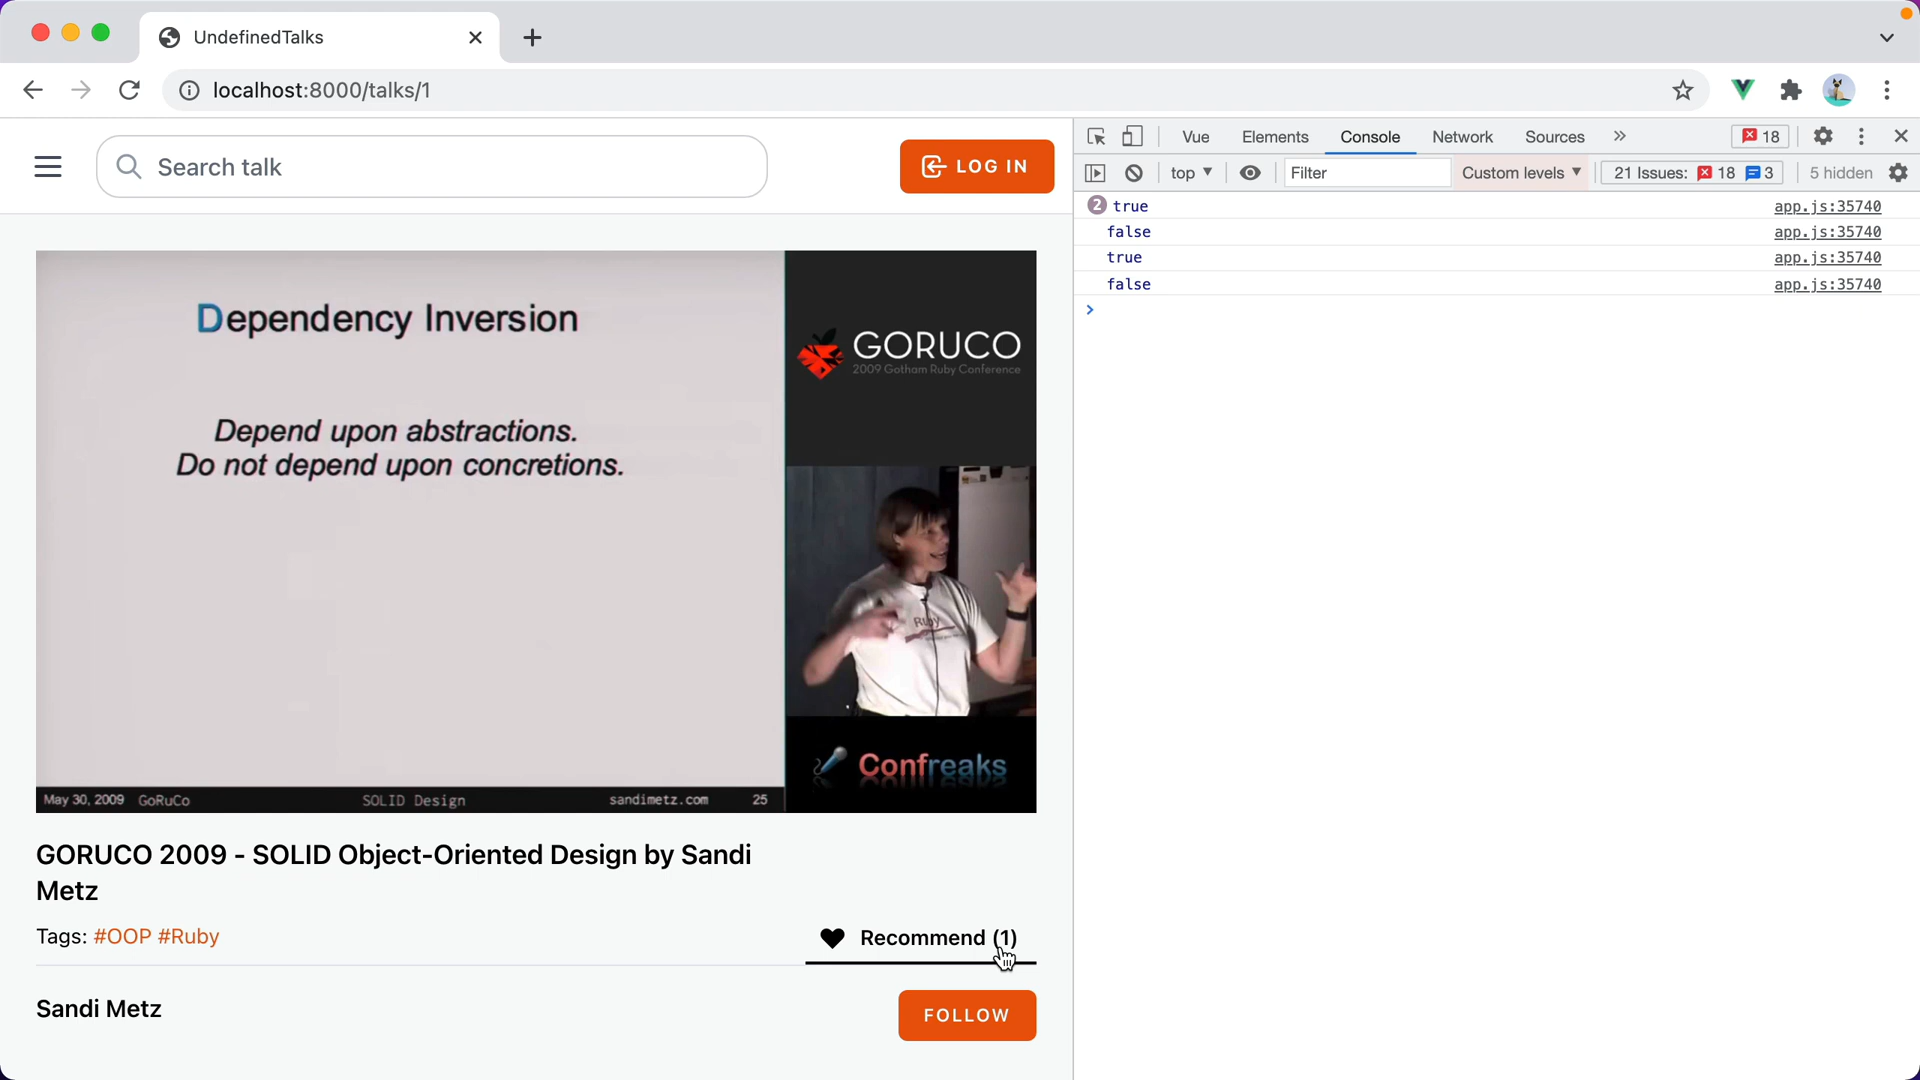 UndefinedTalks
localhost:8000/talks/1
Search talk
LOG IN
Dependency Inversion
Depend upon abstractions.
Do not depend upon concretions.
GORUCO
2009 Gotham Ruby Conference
Ruby
Confreaks
May 30, 2009 GoRuCo SOLID Design sandimetz.com 25
GORUCO 2009 - SOLID Object-Oriented Design by Sandi
Metz
Tags: #OOP #Ruby
Recommend (1)
Sandi Metz
FOLLOW
Vue Elements Console Network Sources » 18
top Filter Custom levels 21 Issues: 18 3 5 hidden
2 true app.js:35740
false app.js:35740
true app.js:35740
false app.js:35740